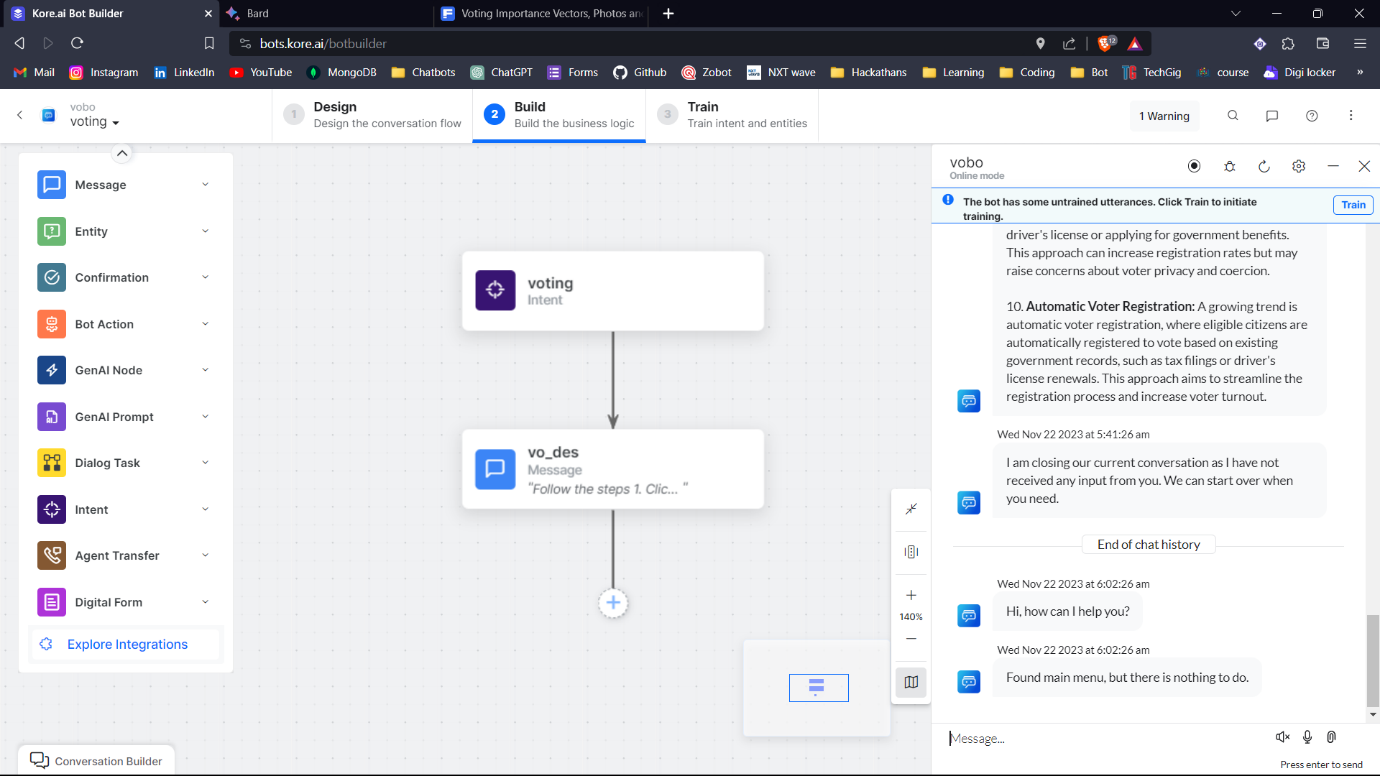 Kore.ai Bot Builder
Bard
Voting Importance Vectors, Photos an
bots.kore.ai/botbuilder
12
Mail
Instagram
LinkedIn
YouTube
MongoDB
Chatbots
ChatGPT
Forms
Github
Zobot
NXT wave
Hackathans
Learning
Coding
Bot
TechGig
course
Digi locker
»
vobo
voting
1
Design
Design the conversation flow
2
Build
Build the business logic
3
Train
Train intent and entities
1 Warning
Message
Entity
Confirmation
Bot Action
GenAI Node
GenAI Prompt
Dialog Task
Intent
Agent Transfer
Digital Form
Explore Integrations
Conversation Builder
voting
Intent
vo_des
Message
"Follow the steps 1. Clic... "
140%
vobo
Online mode
The bot has some untrained utterances. Click Train to initiate
training.
Train
driver's license or applying for government benefits.
This approach can increase registration rates but may
raise concerns about voter privacy and coercion.
10. Automatic Voter Registration: A growing trend is
automatic voter registration, where eligible citizens are
automatically registered to vote based on existing
government records, such as tax filings or driver's
license renewals. This approach aims to streamline the
registration process and increase voter turnout.
Wed Nov 22 2023 at 5:41:26 am
I am closing our current conversation as I have not
received any input from you. We can start over when
you need.
End of chat history
Wed Nov 22 2023 at 6:02:26 am
Hi, how can I help you?
Wed Nov 22 2023 at 6:02:26 am
Found main menu, but there is nothing to do.
Message...
Press enter to send